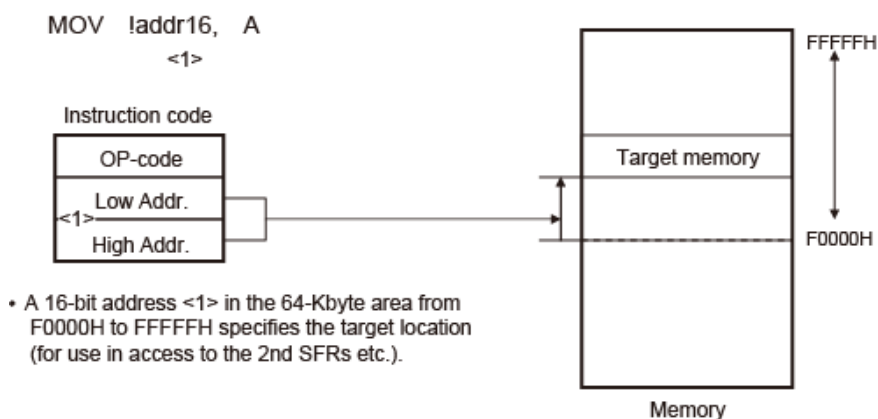 MOV !addr16, A
<1>
Instruction code
OP-code
Low Addr.
<1>
High Addr.
• A 16-bit address <1> in the 64-Kbyte area from
F0000H to FFFFFH specifies the target location
(for use in access to the 2nd SFRs etc.).
FFFFFH
Target memory
F0000H
Memory